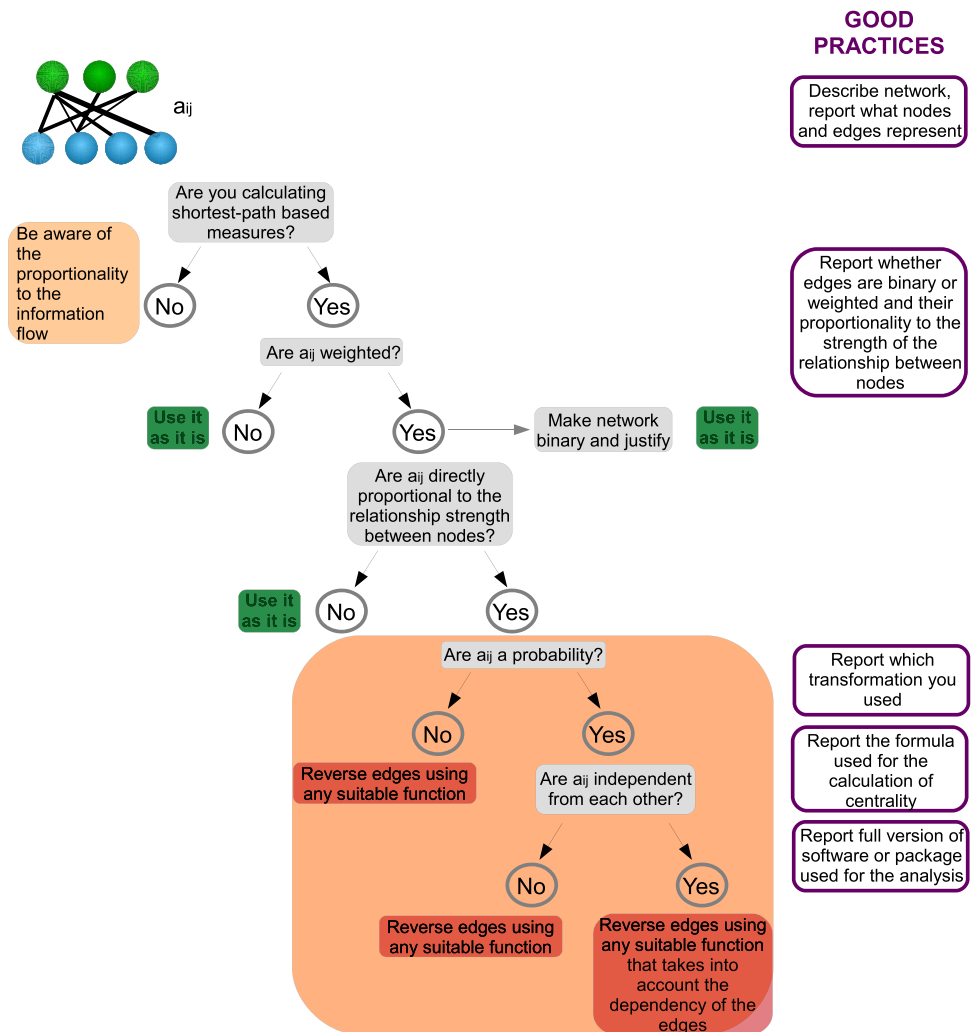 GOOD
PRACTICES
aij
Describe network,
report what nodes
and edges represent
Are you calculating
shortest-path based
measures?
Be aware of
the
proportionality
to the
information
flow
No
Yes
Report whether
edges are binary or
weighted and their
proportionality to the
strength of the
relationship between
nodes
Are aij weighted?
Use it
as it is
No
Yes
Make network
binary and justify
Use it
as it is
Are aij directly
proportional to the
relationship strength
between nodes?
Use it
as it is
No
Yes
Are aij a probability?
Report which
transformation you
used
No
Yes
Reverse edges using
any suitable function
Are aij independent
from each other?
Report the formula
used for the
calculation of
centrality
Report full version of
software or package
used for the analysis
No
Yes
Reverse edges using
any suitable function
Reverse edges using
any suitable function
that takes into
account the
dependency of the
edges